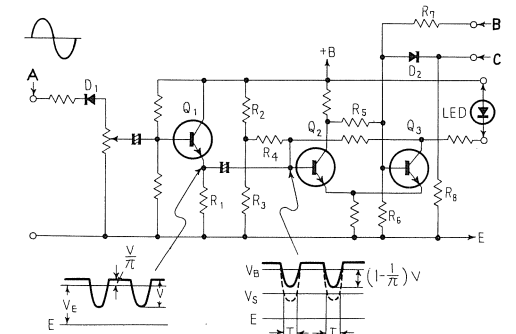 R7
B
A
+B
D2
C
D1
Q1
R2
R5
LED
Q2
Q3
R4
R1
R3
R6
R8
E
V/π
V
VE
E
VB
(1-1/π)V
VS
E
T
T